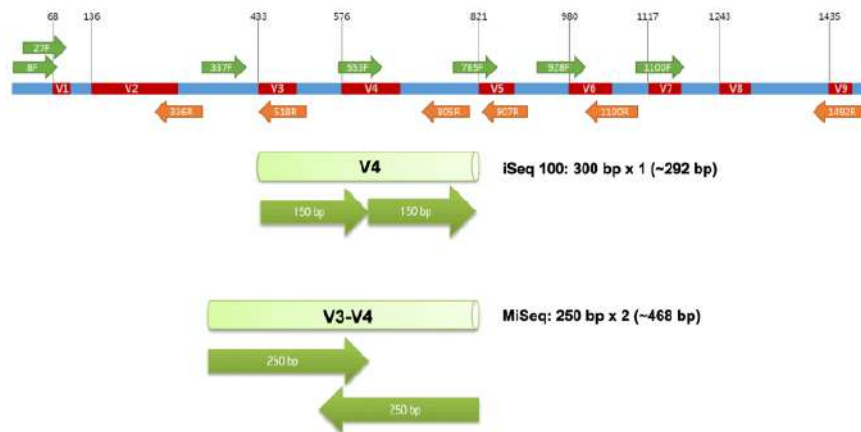 68 136 433 576 821 980 1117 1243 1435
27F
8F 337F 553F 785F 928F 1100F
V1 V2 V3 V4 V5 V6 V7 V8 V9
336R 518R 805R 907R 1100R 1492R
V4
iSeq 100: 300 bp x 1 (~292 bp)
150 bp 150 bp
V3-V4
MiSeq: 250 bp x 2 (~468 bp)
250 bp
250 bp